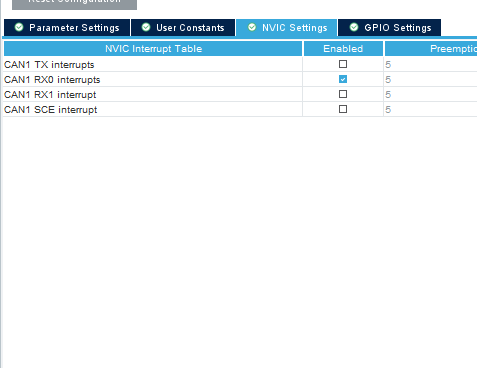 Reset Configuration
Parameter Settings User Constants NVIC Settings GPIO Settings
NVIC Interrupt Table Enabled Preemptio
CAN1 TX interrupts 5
CAN1 RX0 interrupts 5
CAN1 RX1 interrupt 5
CAN1 SCE interrupt 5